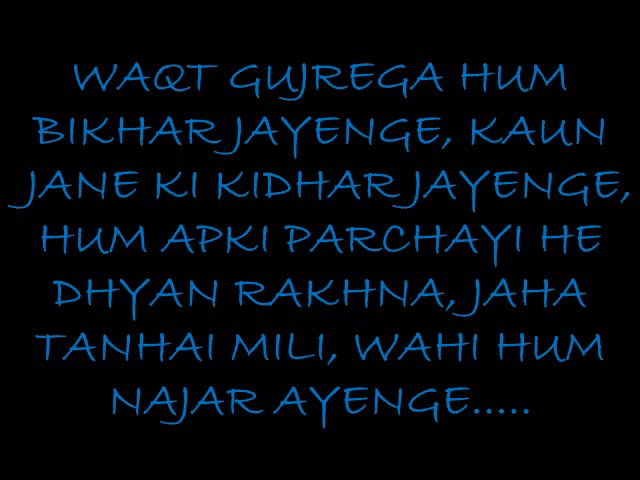 WAQT GUJREGA HUM
BIKHAR JAYENGE, KAUN
JANE KI KIDHAR JAYENGE,
HUM APKI PARCHAYI HE
DHYAN RAKHNA, JAHA
TANHAI MILI, WAHI HUM
NAJAR AYENGE.....